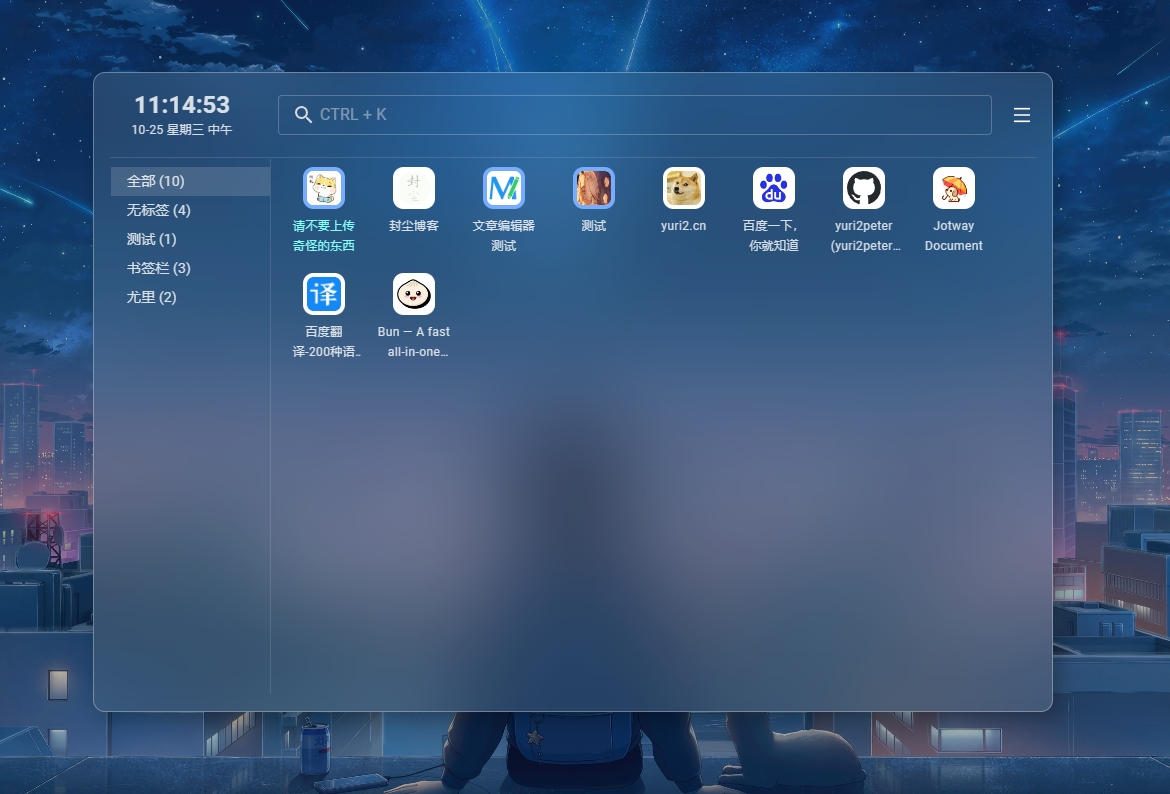 11:14:53
10-25 星期三 中午
CTRL + K
全部 (10)
无标签 (4)
测试 (1)
书签栏 (3)
尤里 (2)
请不要上传
奇怪的东西
封尘
封尘博客
文章编辑器
测试
测试
yuri2.cn
du
百度一下，
你就知道
yuri2peter
(yuri2peter...
Jotway
Document
译
百度翻
译-200种语..
Bun — A fast
all-in-one...